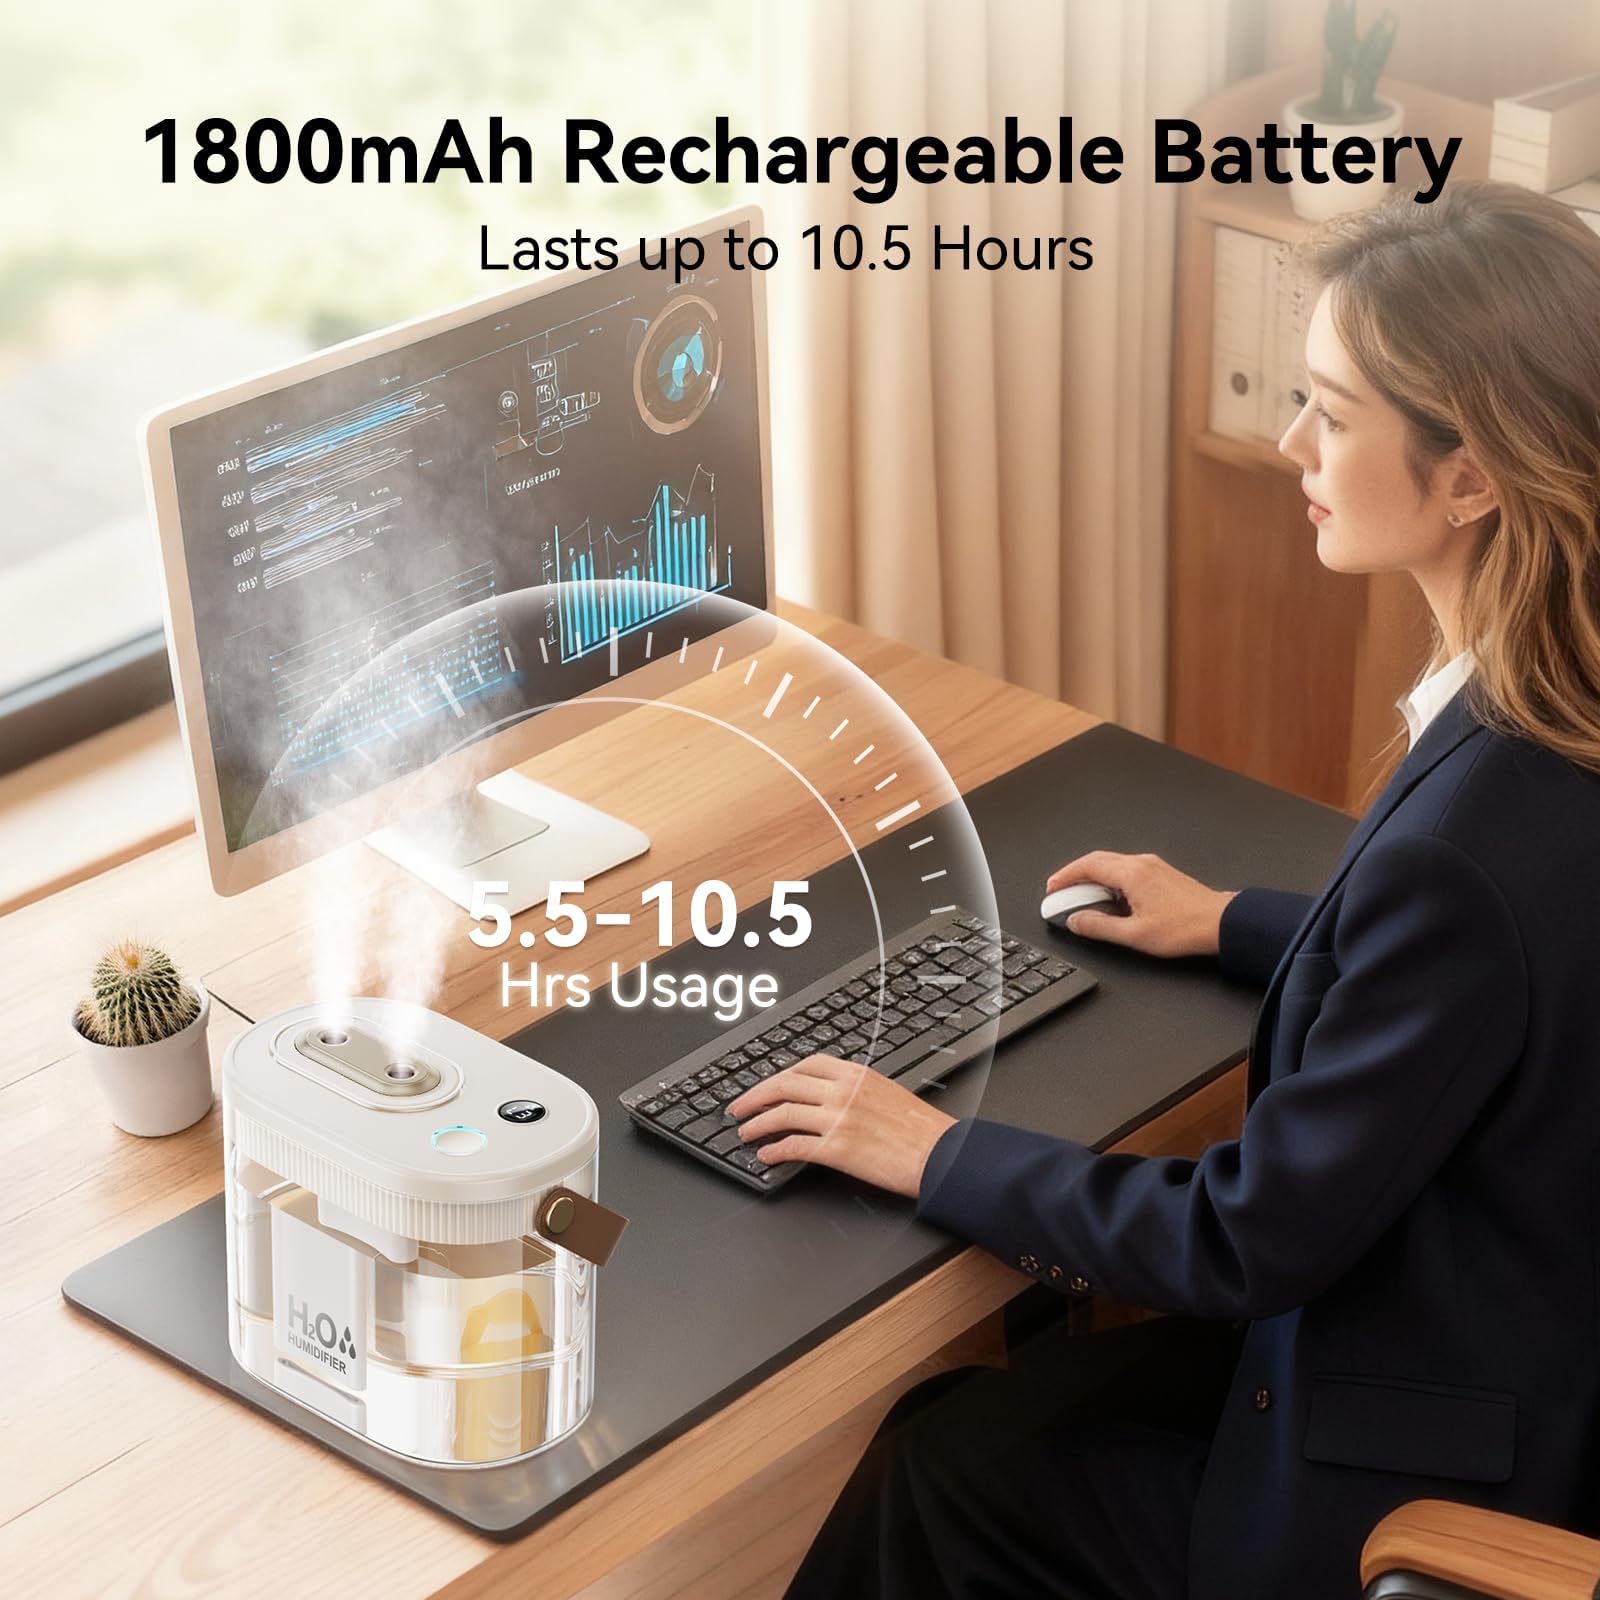 1800mAh Rechargeable Battery
Lasts up to 10.5 Hours
5.5-10.5
Hrs Usage
H₂O
HUMIDIFIER